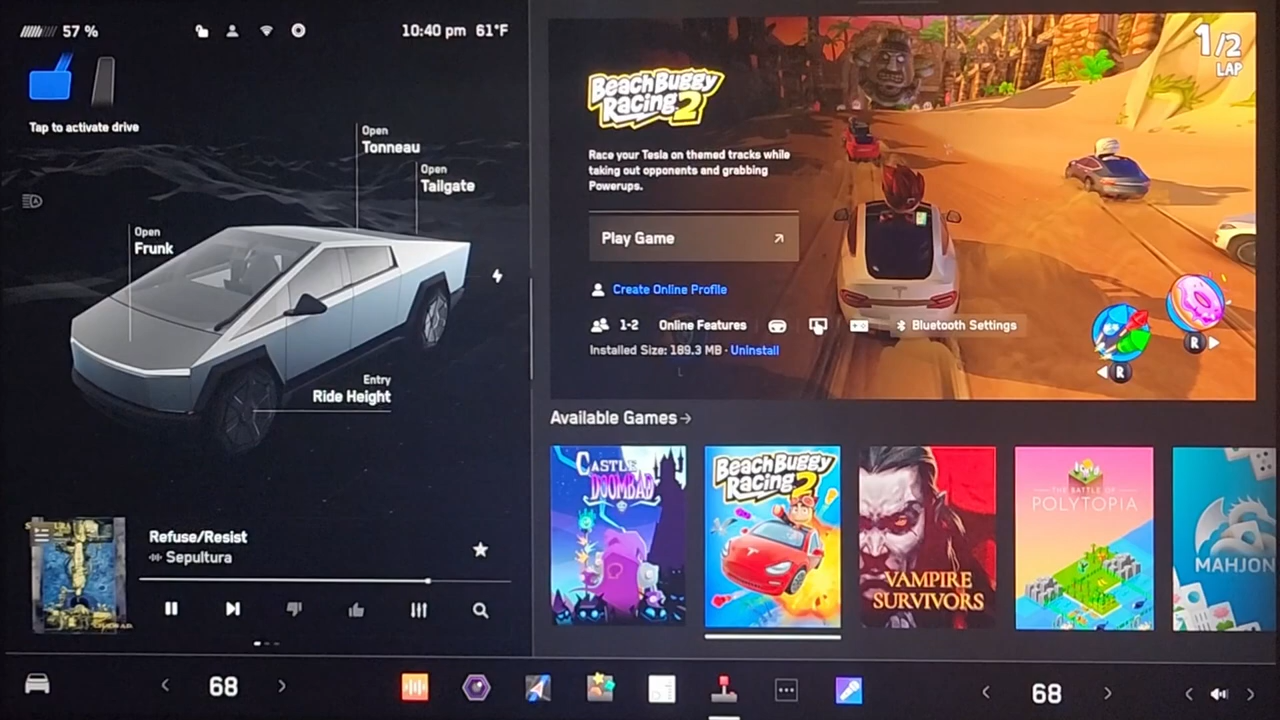 57 %
10:40 pm 61°F
Tap to activate drive
Open
Tonneau
Open
Tailgate
Open
Frunk
Entry
Ride Height
Refuse/Resist
Sepultura
Beach Buggy
Racing 2
Race your Tesla on themed tracks while
taking out opponents and grabbing
Powerups.
Play Game
Create Online Profile
1-2 Online Features Bluetooth Settings
Installed Size: 189.3 MB · Uninstall
1/2
LAP
R
R
Available Games
CASTLE
DOOMBAD
Beach Buggy
Racing 2
VAMPIRE
SURVIVORS
THE BATTLE OF
POLYTOPIA
MAHJON
68
68